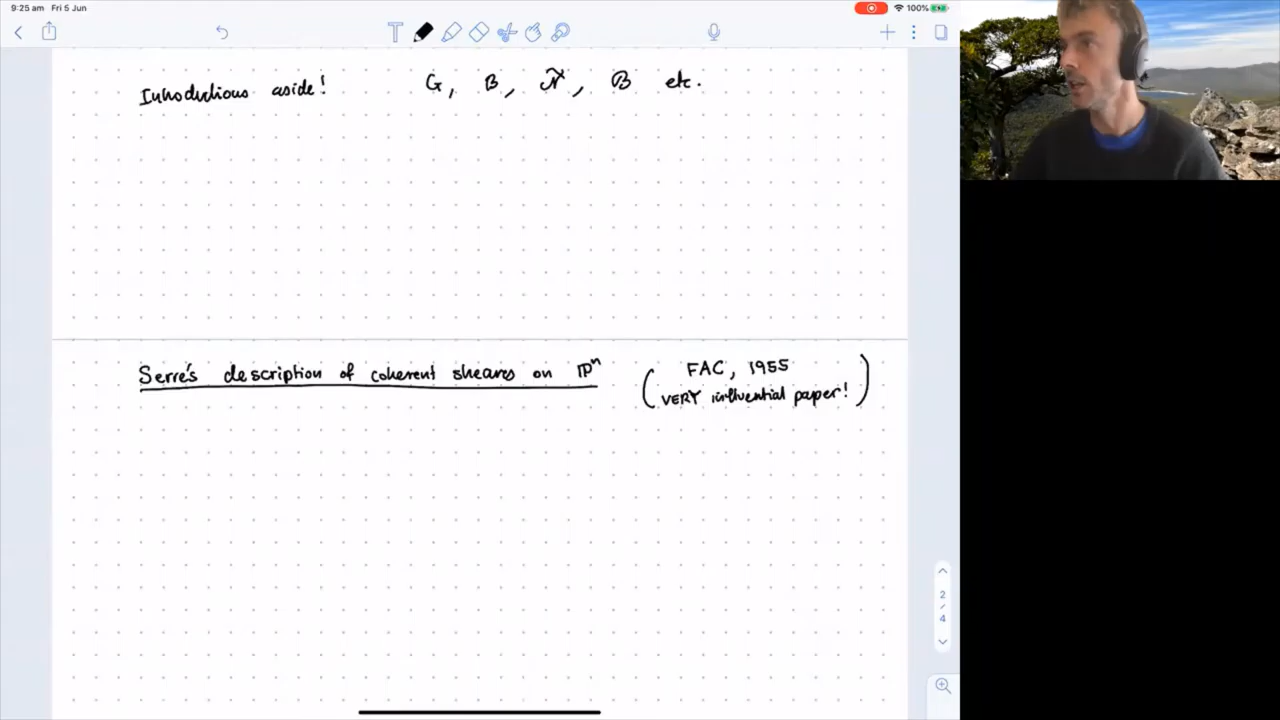 9:25 am Fri 5 Jun
100%
Introductions aside! G, B, Ñ, ℬ etc.
Serre's description of coherent sheaves on ℙⁿ
( FAC, 1955
VERY influential paper! )
2
/
4